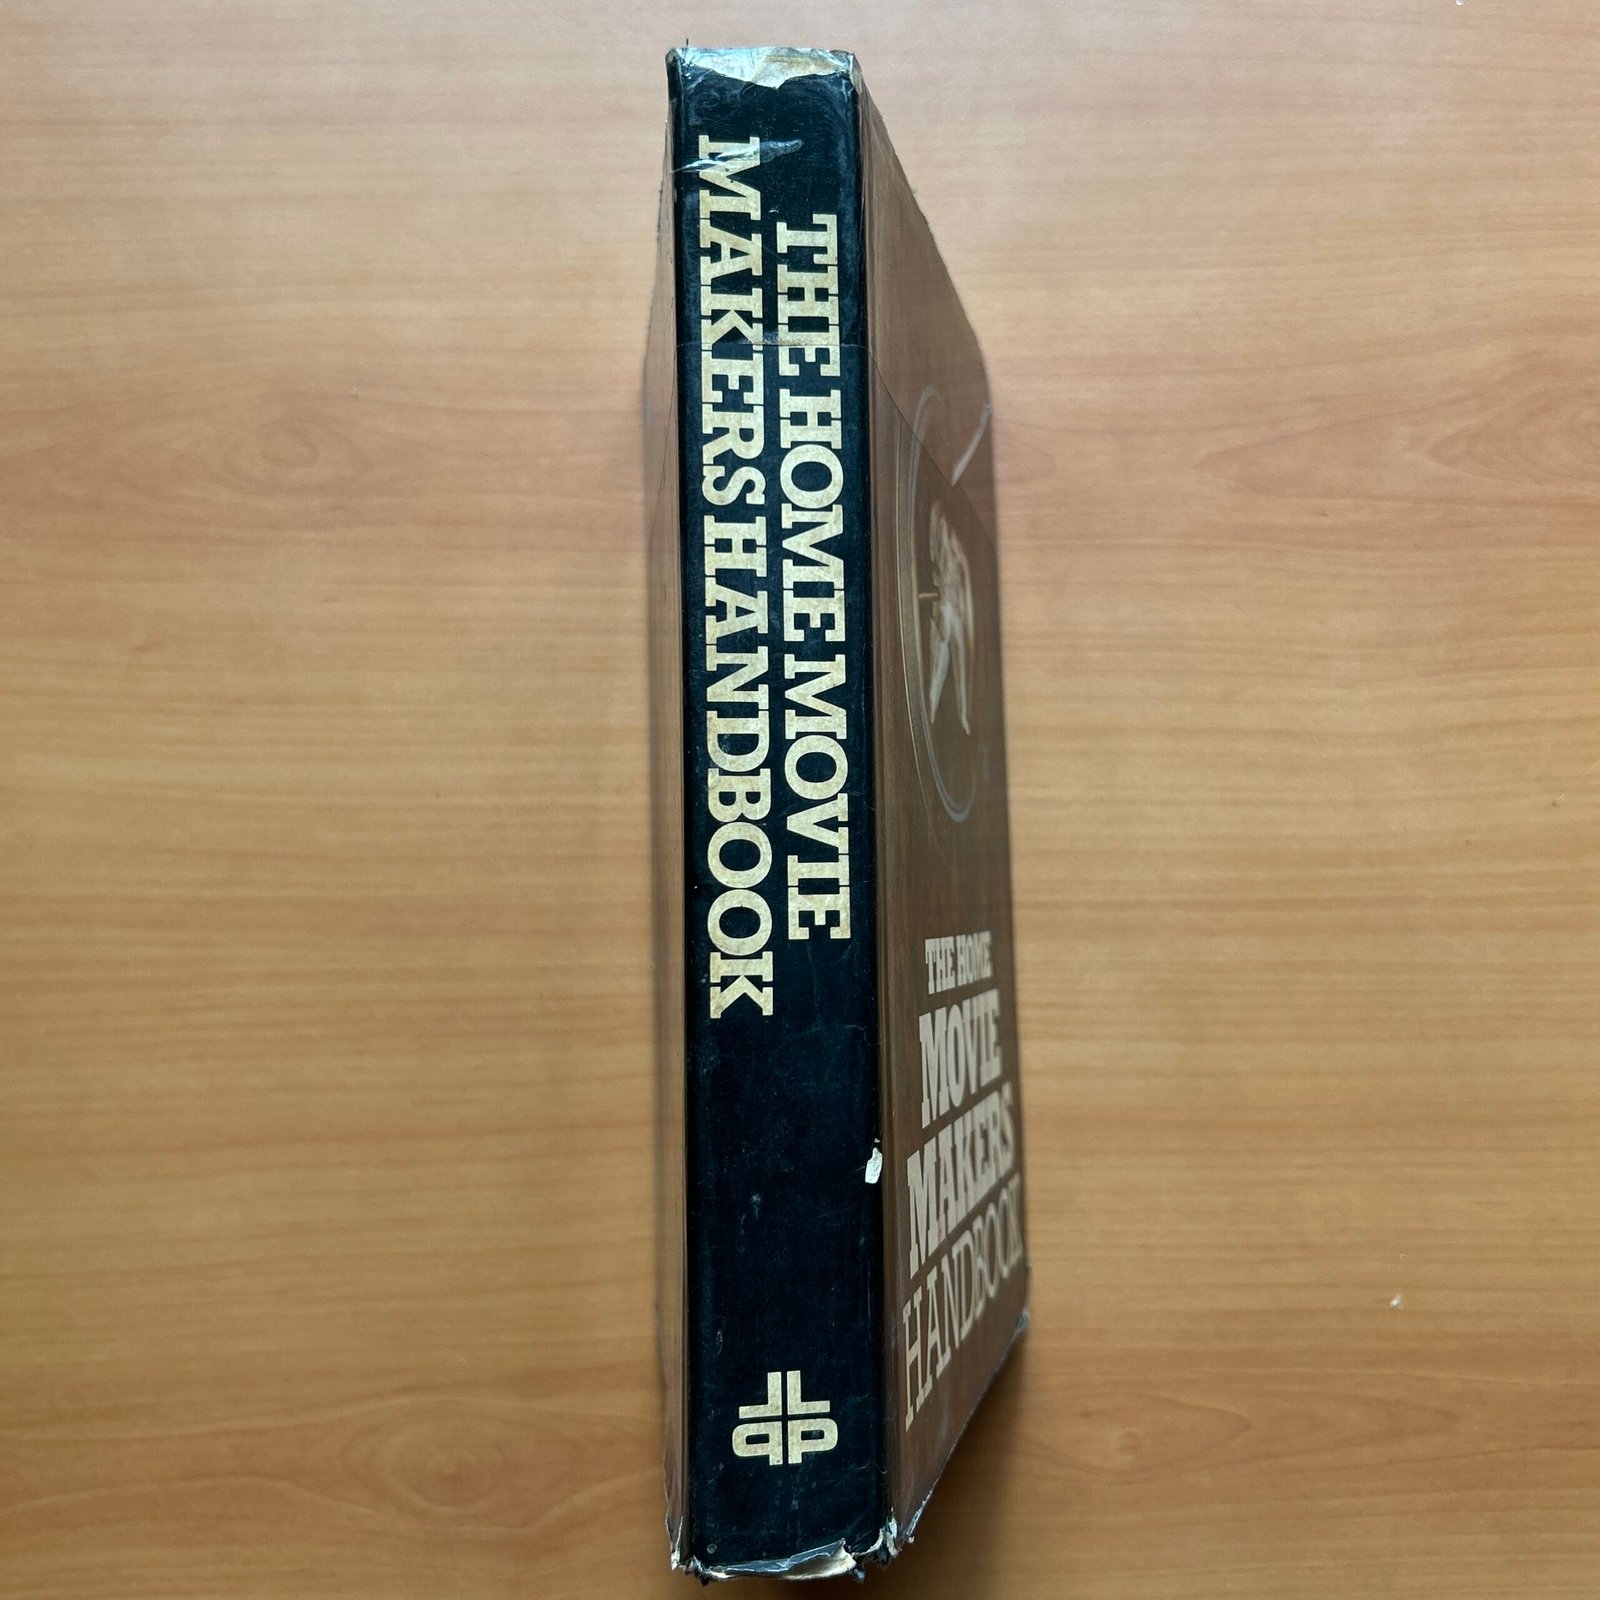 THE HOME MOVIE
MAKERS HANDBOOK
THE HOME
MOVIE
MAKERS'
HANDBOOK